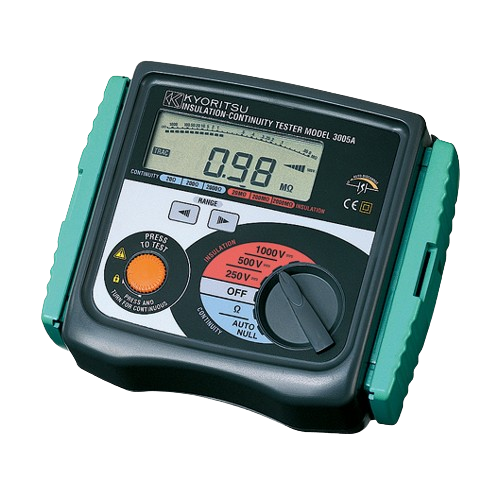 KYORITSU
INSULATION-CONTINUITY TESTER MODEL 3005A
TRAC
0.98
MΩ
CONTINUITY 20Ω 200Ω 2000Ω 20MΩ 200MΩ 2000MΩ INSULATION
RANGE
CE
PRESS
TO TEST
PRESS AND
TURN FOR CONTINUOUS
INSULATION
1000V
500V
250V
OFF
Ω
AUTO
NULL
CONTINUITY